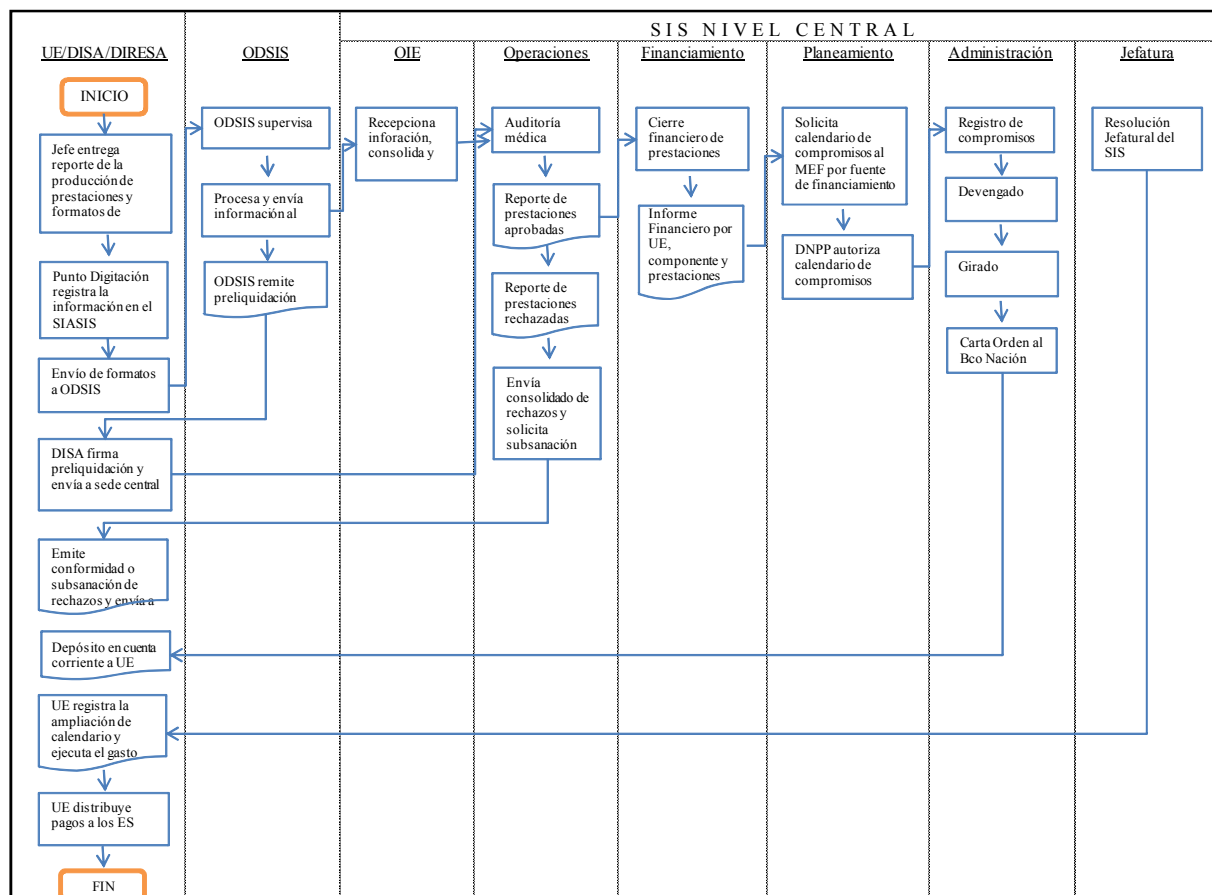 SIS NIVEL CENTRAL
UE/DISA/DIRESA
ODSIS
OIE
Operaciones
Financiamiento
Planeamiento
Administración
Jefatura
INICIO
Jefe entrega
reporte de la
producción de
prestaciones y
formatos de
Punto Digitación
registra la
información en el
SIASIS
Envío de formatos
a ODSIS
DISA firma
preliquidación y
envía a sede central
Emite
conformidad o
subsanación de
rechazos y envía a
Depósito en cuenta
corriente a UE
UE registra la
ampliación de
calendario y
ejecuta el gasto
UE distribuye
pagos a los ES
FIN
ODSIS supervisa
Procesa y envía
información al
ODSIS remite
preliquidación
Recepciona
inforación,
consolida y
Auditoría
médica
Reporte de
prestaciones
aprobadas
Reporte de
prestaciones
rechazadas
Envía
consolidado de
rechazos y
solicita
subsanación
Cierre
financiero de
prestaciones
Informe
Financiero por
UE,
componente y
prestaciones
Solicita
calendario de
compromisos al
MEF por fuente
de financiamiento
DNPP autoriza
calendario de
compromisos
Registro de
compromisos
Devengado
Girado
Carta Orden al
Bco Nación
Resolución
Jefatural del
SIS